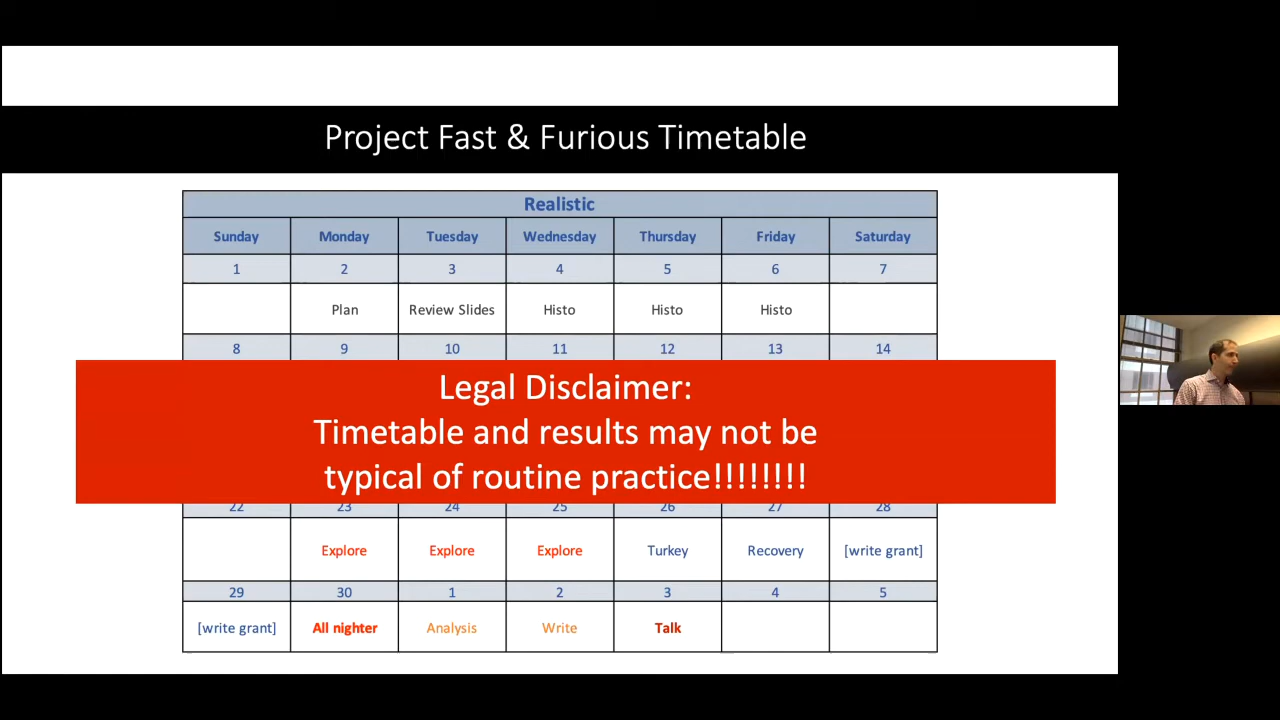 Project Fast & Furious Timetable
Realistic
Sunday Monday Tuesday Wednesday Thursday Friday Saturday
1 2 3 4 5 6 7
Plan Review Slides Histo Histo Histo
8 9 10 11 12 13 14
Legal Disclaimer:
Timetable and results may not be
typical of routine practice!!!!!!!!
22 23 24 25 26 27 28
Explore Explore Explore Turkey Recovery [write grant]
29 30 1 2 3 4 5
[write grant] All nighter Analysis Write Talk